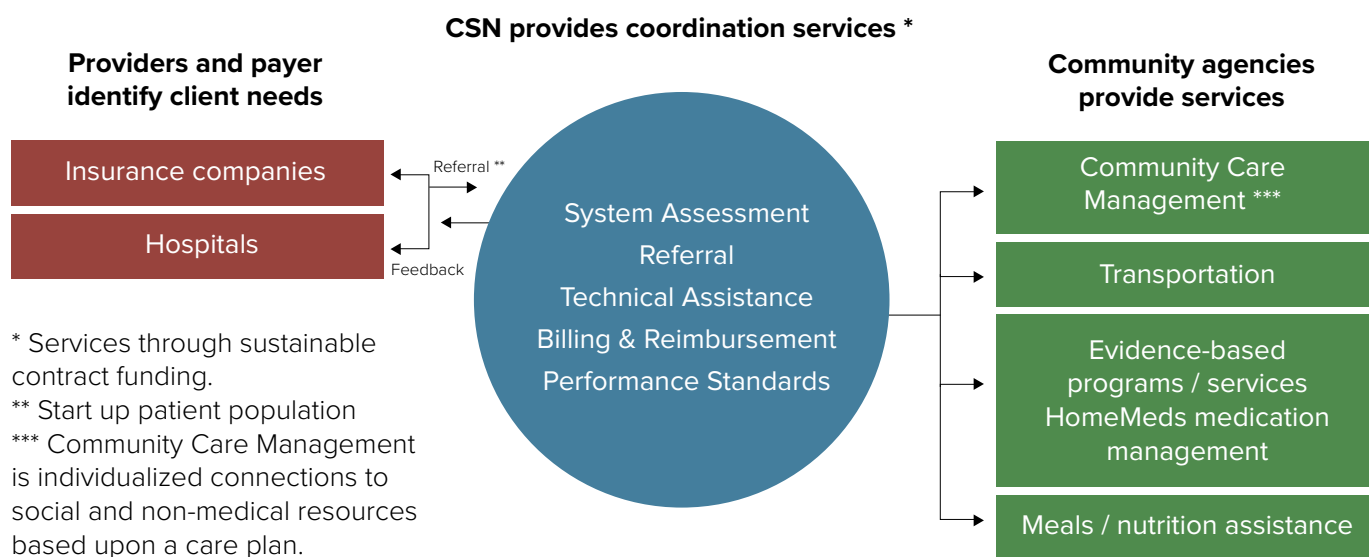 CSN provides coordination services *
Providers and payer
identify client needs
Insurance companies
Hospitals
Referral **
Feedback
* Services through sustainable
contract funding.
** Start up patient population
*** Community Care Management
is individualized connections to
social and non-medical resources
based upon a care plan.
System Assessment
Referral
Technical Assistance
Billing & Reimbursement
Performance Standards
Community agencies
provide services
Community Care
Management ***
Transportation
Evidence-based
programs / services
HomeMeds medication
management
Meals / nutrition assistance